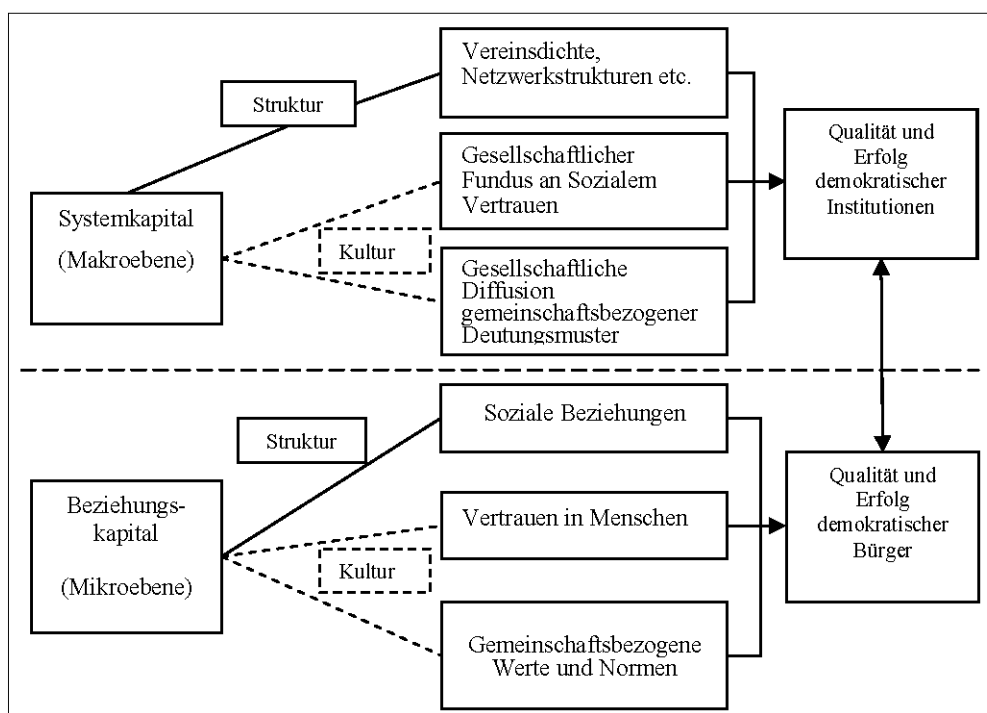 Vereinsdichte,
Netzwerkstrukturen etc.
Struktur
Gesellschaftlicher
Fundus an Sozialem
Vertrauen
Qualität und
Erfolg
demokratischer
Institutionen
Systemkapital
(Makroebene)
Kultur
Gesellschaftliche
Diffusion
gemeinschaftsbezogener
Deutungsmuster
Soziale Beziehungen
Struktur
Beziehungs-
kapital
(Mikroebene)
Vertrauen in Menschen
Kultur
Qualität und
Erfolg
demokratischer
Bürger
Gemeinschaftsbezogene
Werte und Normen